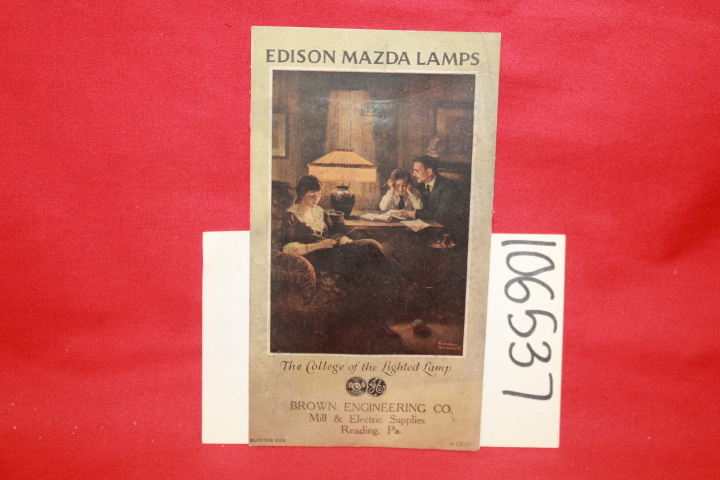 EDISON MAZDA LAMPS
The College of the Lighted Lamp
BROWN ENGINEERING CO.
Mill & Electric Supplies
Reading, Pa.
106537